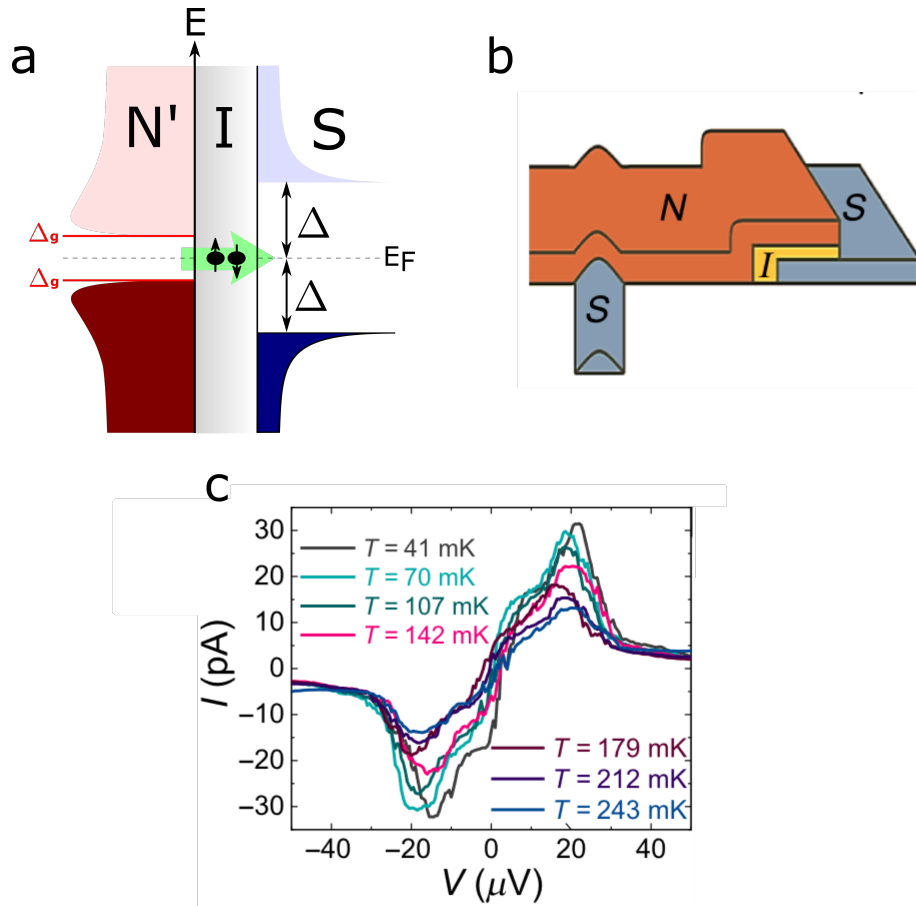 a
E
N' I S
Δg
Δ
EF
Δg
Δ
b
N
S
I
S
c
I (pA)
30
20
10
0
−10
−20
−30
T = 41 mK
T = 70 mK
T = 107 mK
T = 142 mK
T = 179 mK
T = 212 mK
T = 243 mK
−40 −20 0 20 40
V (μV)